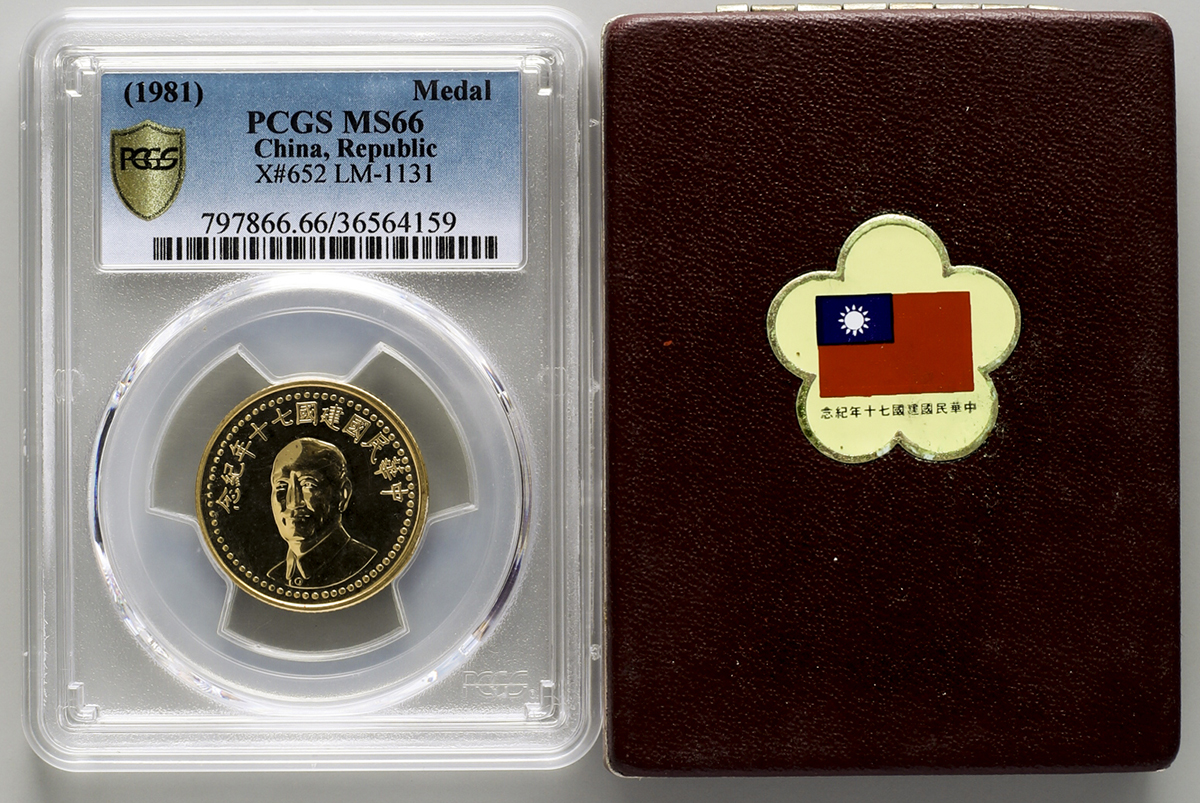 (1981) Medal
PCGS MS66
China, Republic
X#652 LM-1131
PCGS
797866.66/36564159
中華民國建國七十年紀念
G
PCGS
中華民國建國七十年紀念